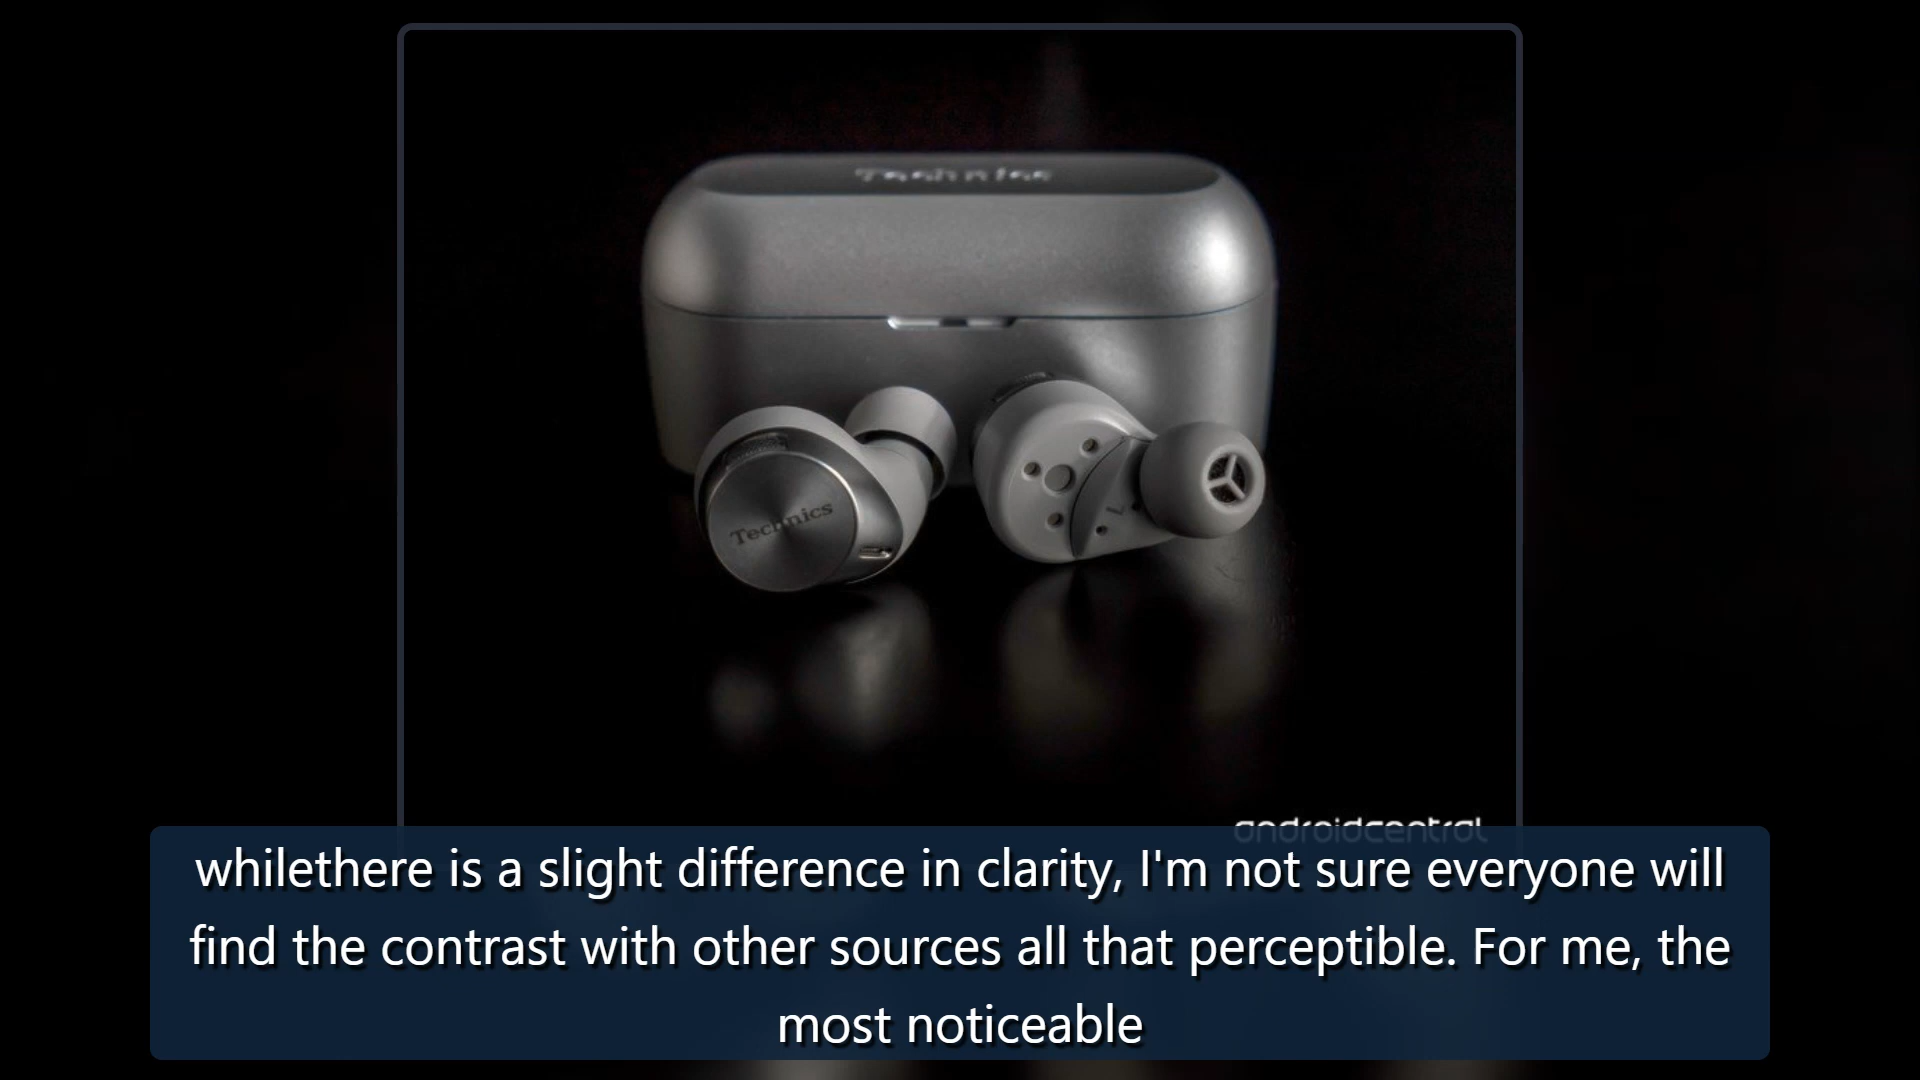 Technics
Technics
L
androidcentral
whilethere is a slight difference in clarity, I'm not sure everyone will
find the contrast with other sources all that perceptible. For me, the
most noticeable